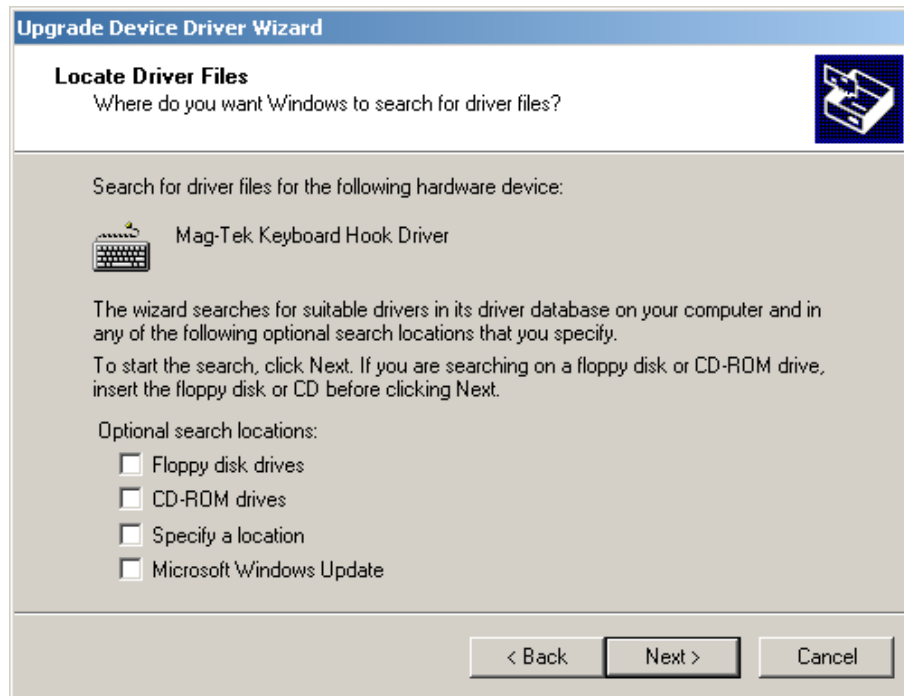 Upgrade Device Driver Wizard
Locate Driver Files
Where do you want Windows to search for driver files?
Search for driver files for the following hardware device:
Mag-Tek Keyboard Hook Driver
The wizard searches for suitable drivers in its driver database on your computer and in
any of the following optional search locations that you specify.
To start the search, click Next. If you are searching on a floppy disk or CD-ROM drive,
insert the floppy disk or CD before clicking Next.
Optional search locations:
Floppy disk drives
CD-ROM drives
Specify a location
Microsoft Windows Update
< Back Next > Cancel